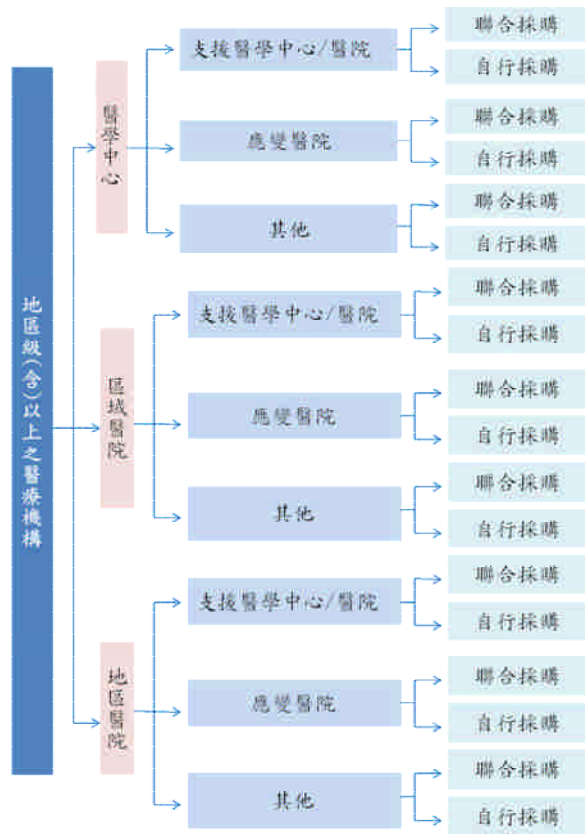 地區級(含)以上之醫療機構
醫學中心
支援醫學中心/醫院
聯合採購
自行採購
應變醫院
聯合採購
自行採購
其他
聯合採購
自行採購
區域醫院
支援醫學中心/醫院
聯合採購
自行採購
應變醫院
聯合採購
自行採購
其他
聯合採購
自行採購
地區醫院
支援醫學中心/醫院
聯合採購
自行採購
應變醫院
聯合採購
自行採購
其他
聯合採購
自行採購